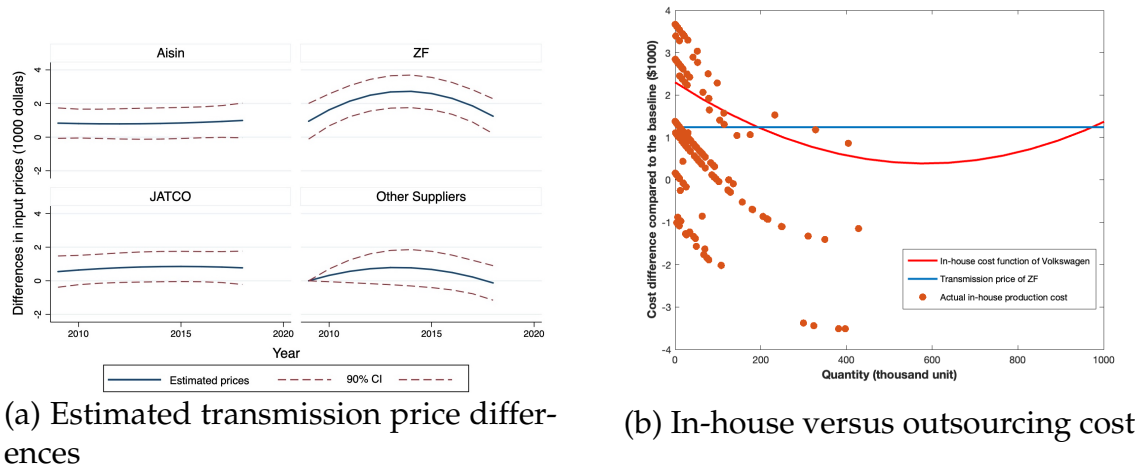 Aisin
ZF
4
2
0
-2
JATCO
Other Suppliers
4
2
0
-2
2010
2015
2020
2010
2015
2020
Differences in input prices (1000 dollars)
Year
Estimated prices
90% CI
(a) Estimated transmission price differ-
ences
4
3
2
1
0
-1
-2
-3
-4
0
200
400
600
800
1000
Cost difference compared to the baseline ($1000)
Quantity (thousand unit)
In-house cost function of Volkswagen
Transmission price of ZF
Actual in-house production cost
(b) In-house versus outsourcing cost